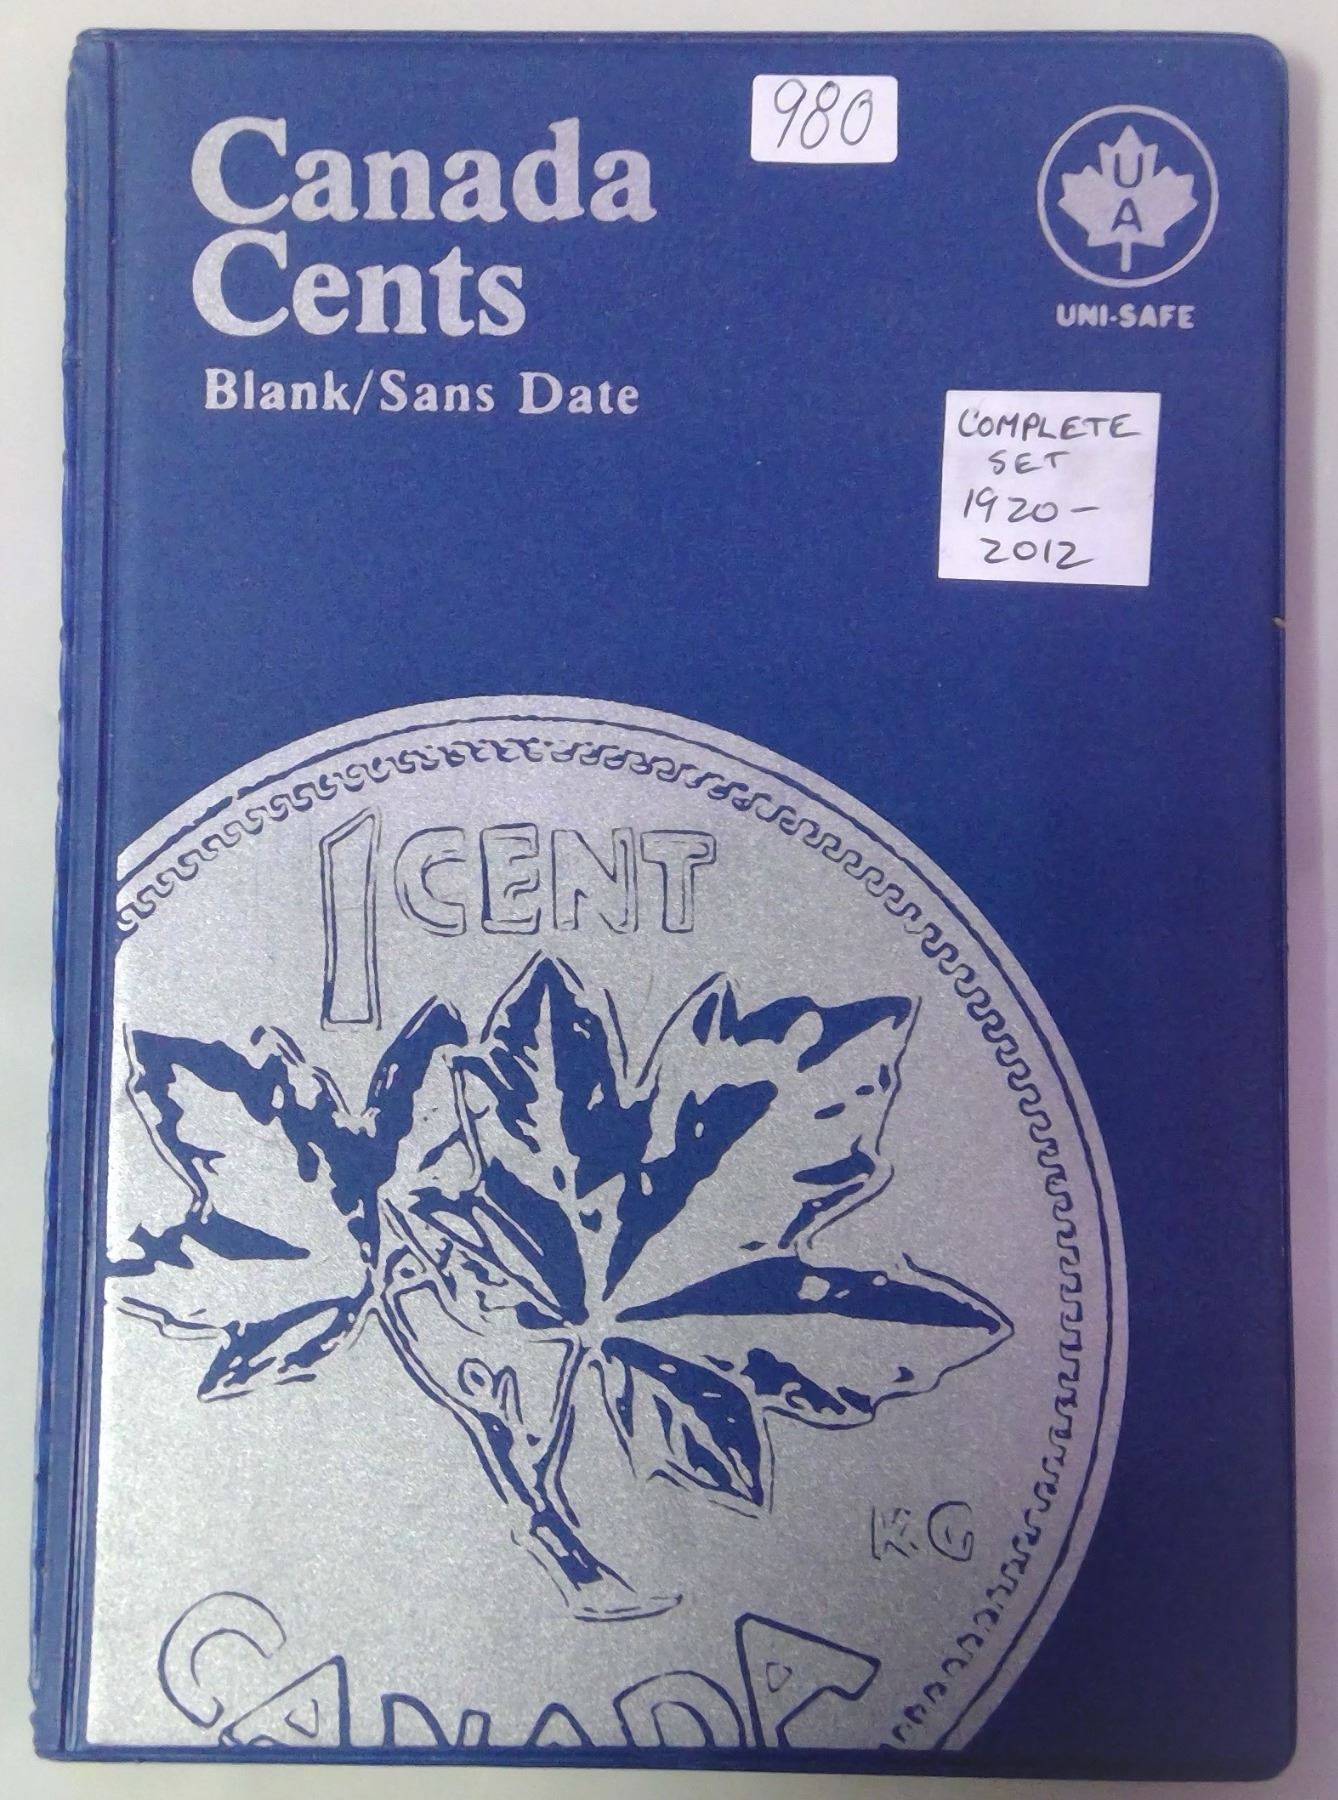 980
Canada
Cents
Blank/Sans Date
U
A
UNI-SAFE
COMPLETE
SET
1920-
2012
1 CENT
KG
CANADA